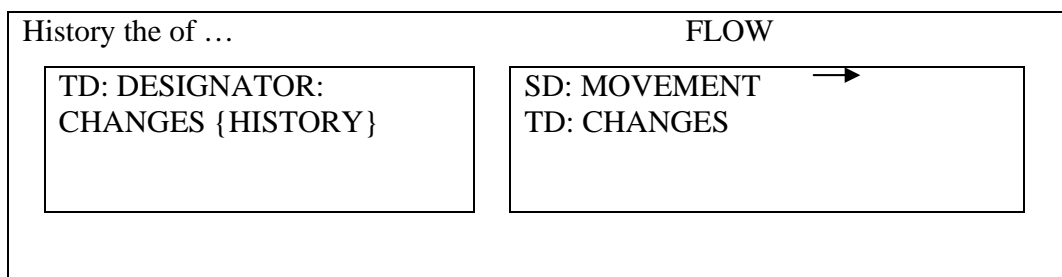 History the of … FLOW
TD: DESIGNATOR:
CHANGES {HISTORY}
SD: MOVEMENT
TD: CHANGES